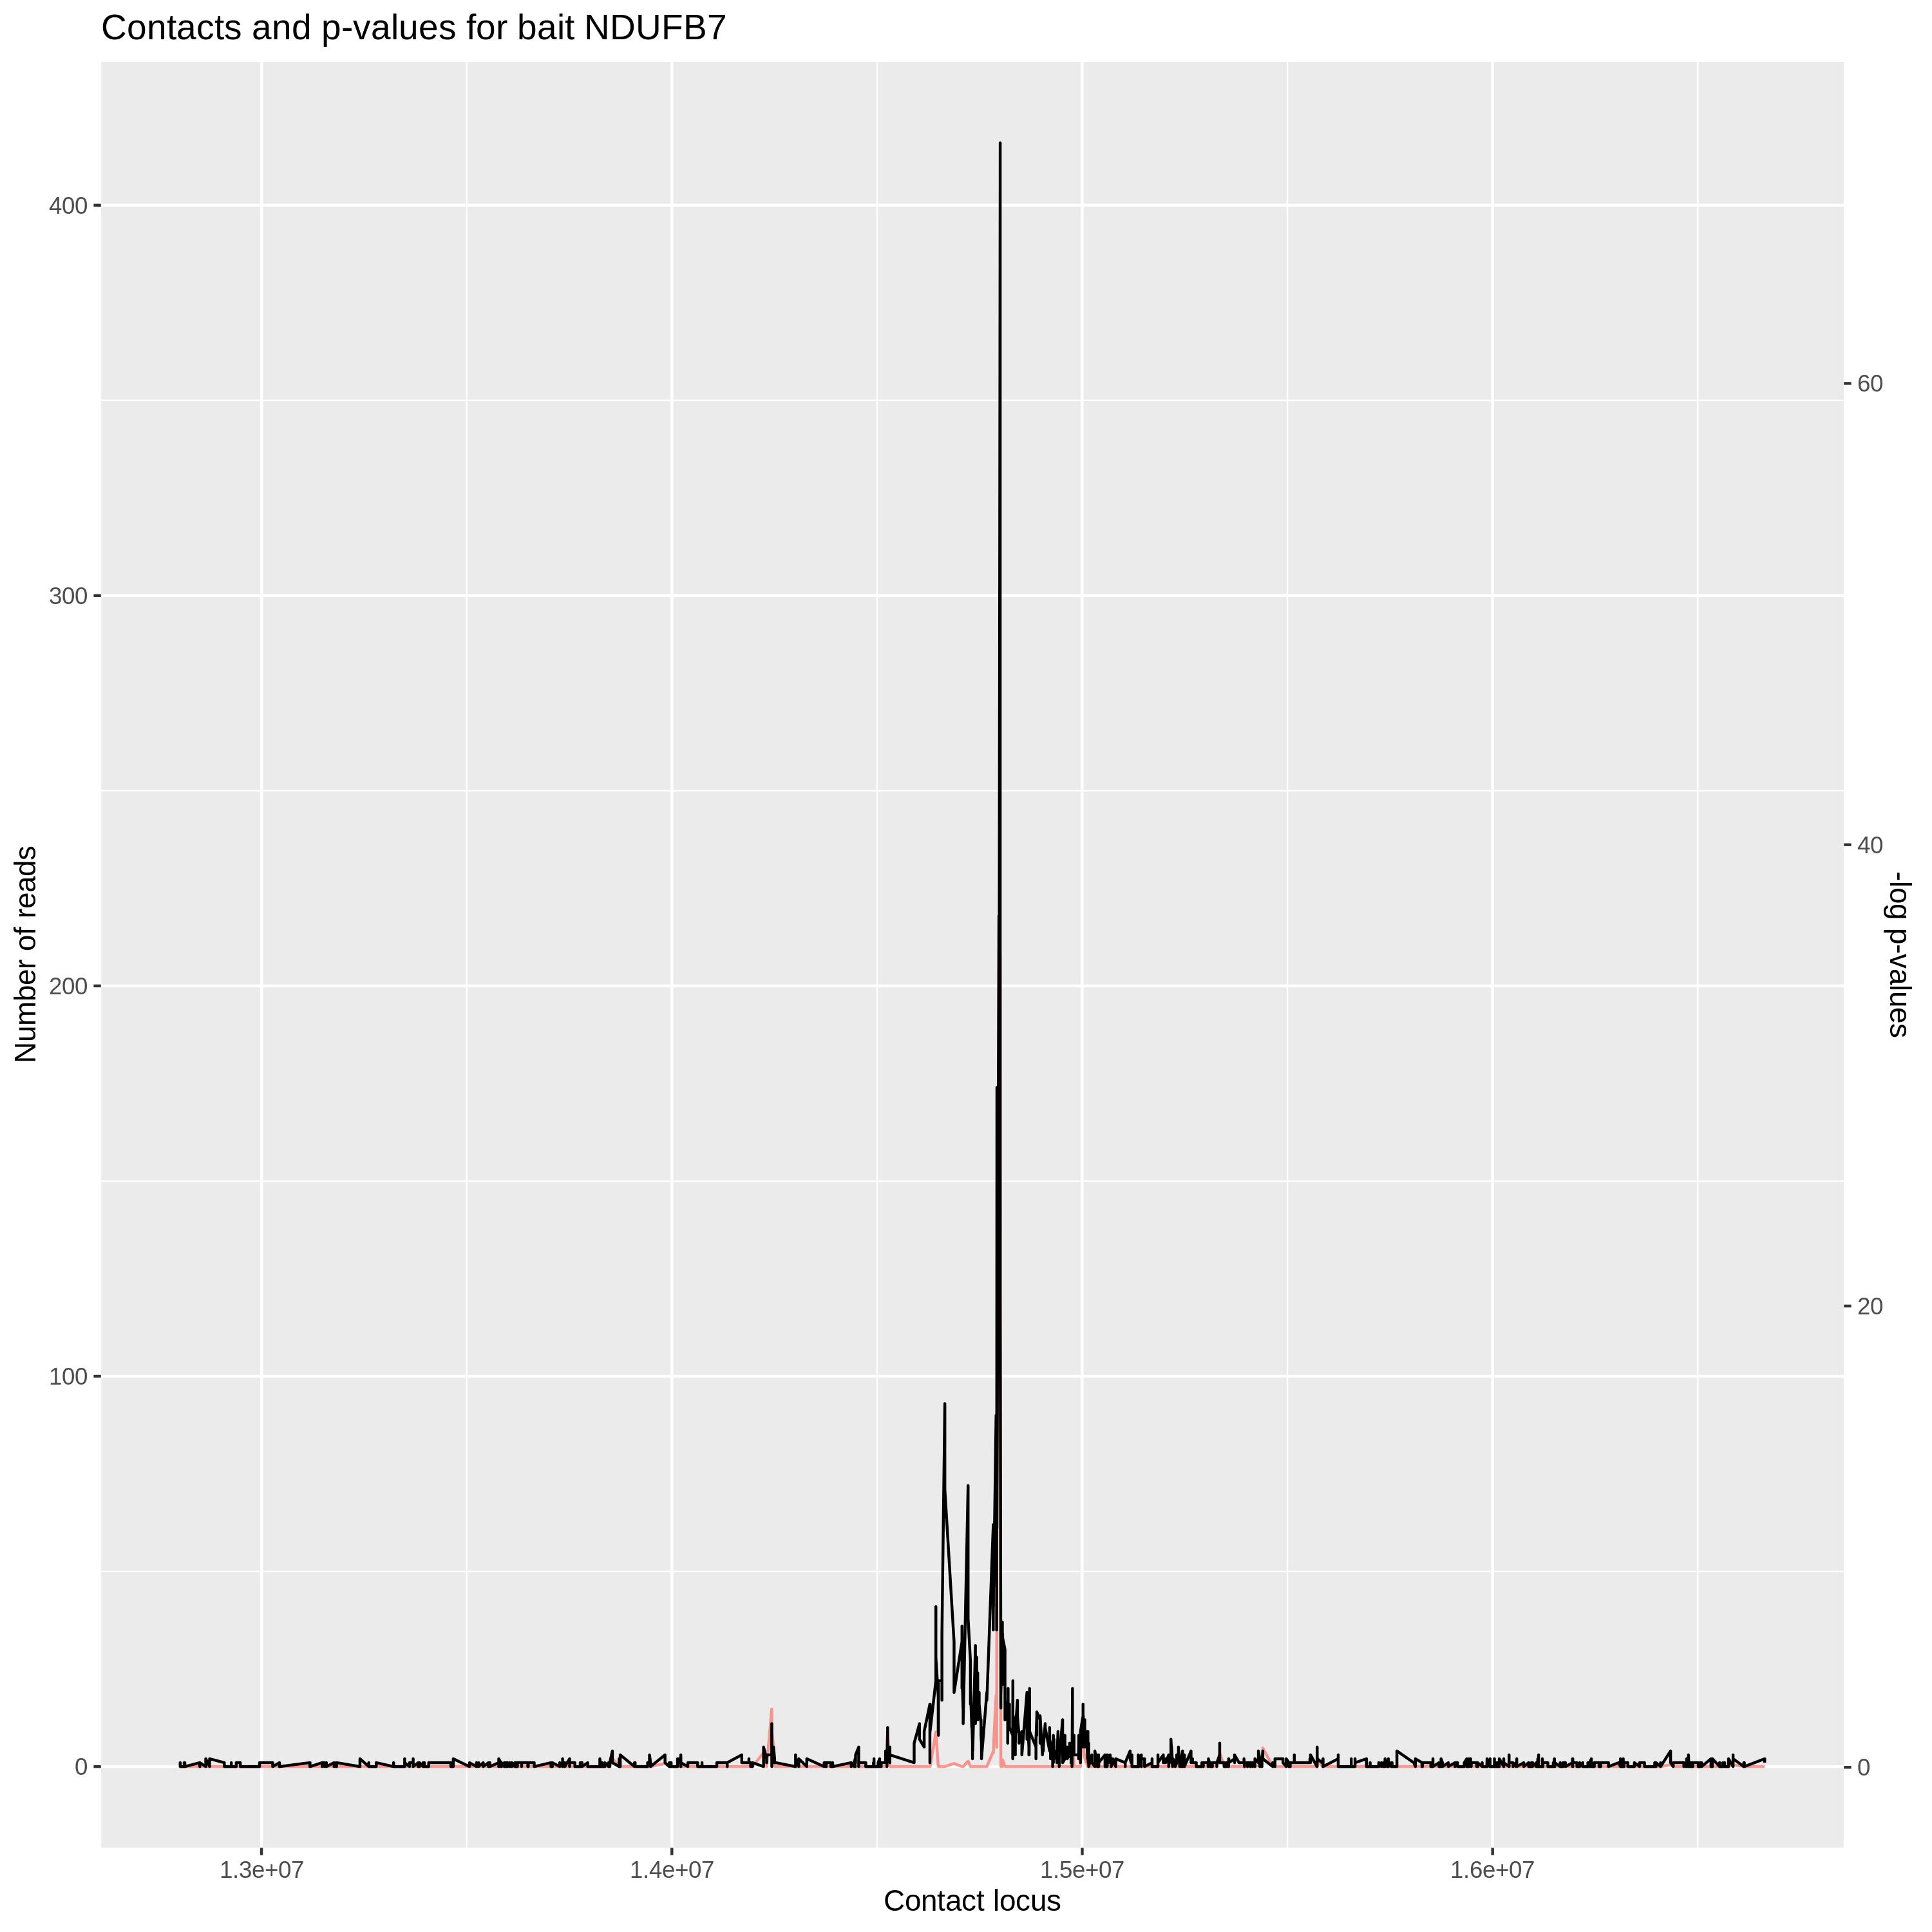 Contacts and p-values for bait NDUFB7
400
300
200
100
0
Number of reads
60
40
20
0
-log p-values
1.3e+07
1.4e+07
1.5e+07
1.6e+07
Contact locus